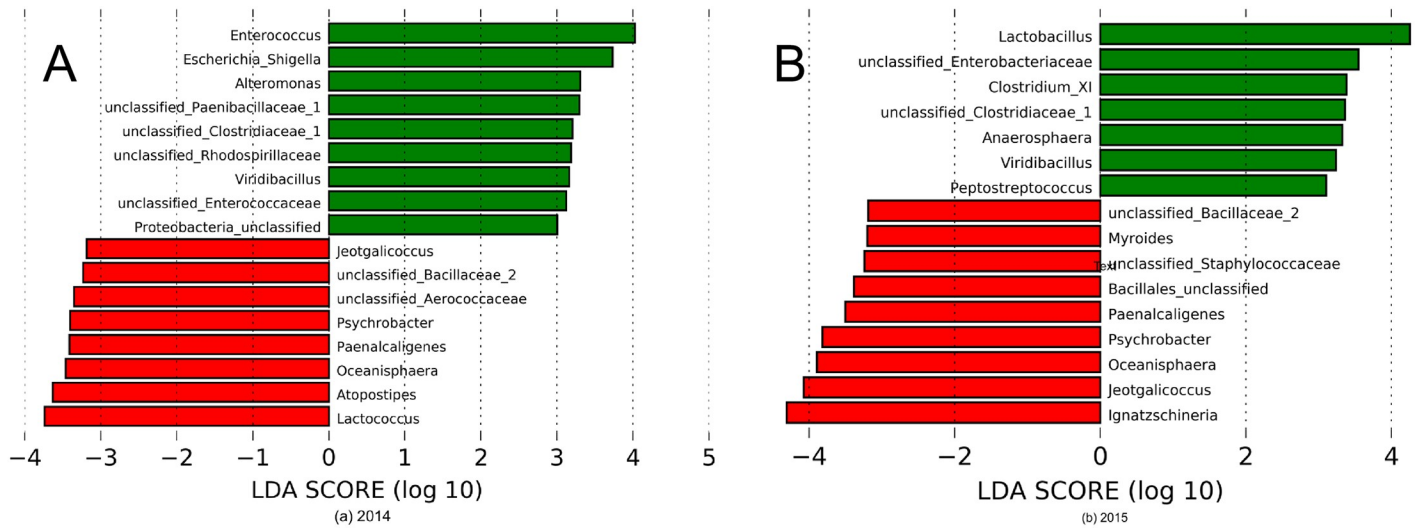 A
Enterococcus
Escherichia_Shigella
Alteromonas
unclassified_Paenibacillaceae_1
unclassified_Clostridiaceae_1
unclassified_Rhodospirillaceae
Viridibacillus
unclassified_Enterococcaceae
Proteobacteria_unclassified
Jeotgalicoccus
unclassified_Bacillaceae_2
unclassified_Aerococcaceae
Psychrobacter
Paenalcaligenes
Oceanisphaera
Atopostipes
Lactococcus
−4 −3 −2 −1 0 1 2 3 4 5
LDA SCORE (log 10)
(a) 2014
B
Lactobacillus
unclassified_Enterobacteriaceae
Clostridium_XI
unclassified_Clostridiaceae_1
Anaerosphaera
Viridibacillus
Peptostreptococcus
unclassified_Bacillaceae_2
Myroides
unclassified_Staphylococcaceae
Text
Bacillales_unclassified
Paenalcaligenes
Psychrobacter
Oceanisphaera
Jeotgalicoccus
Ignatzschineria
−4 −2 0 2 4
LDA SCORE (log 10)
(b) 2015